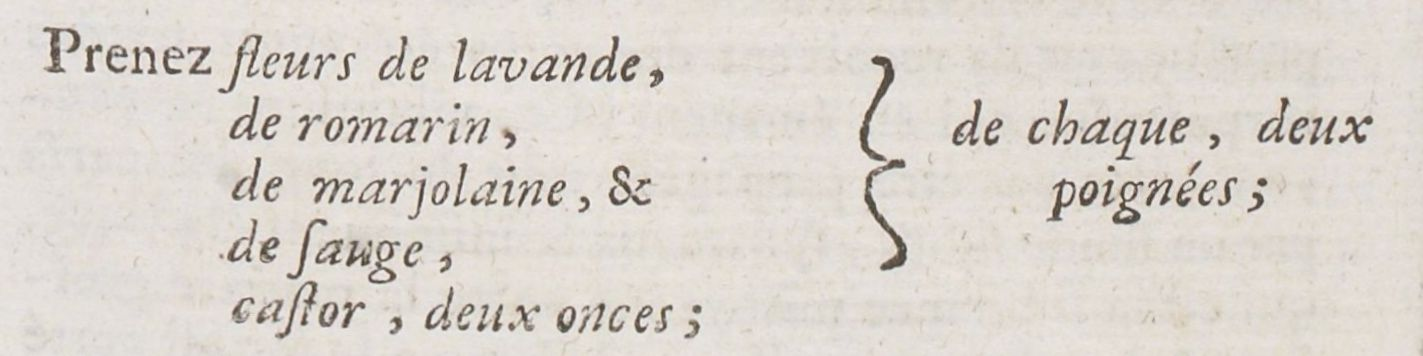 Prenez fleurs de lavande,
de romarin,
de marjolaine, &
de ſauge,
caſtor, deux onces;
de chaque, deux
poignées;